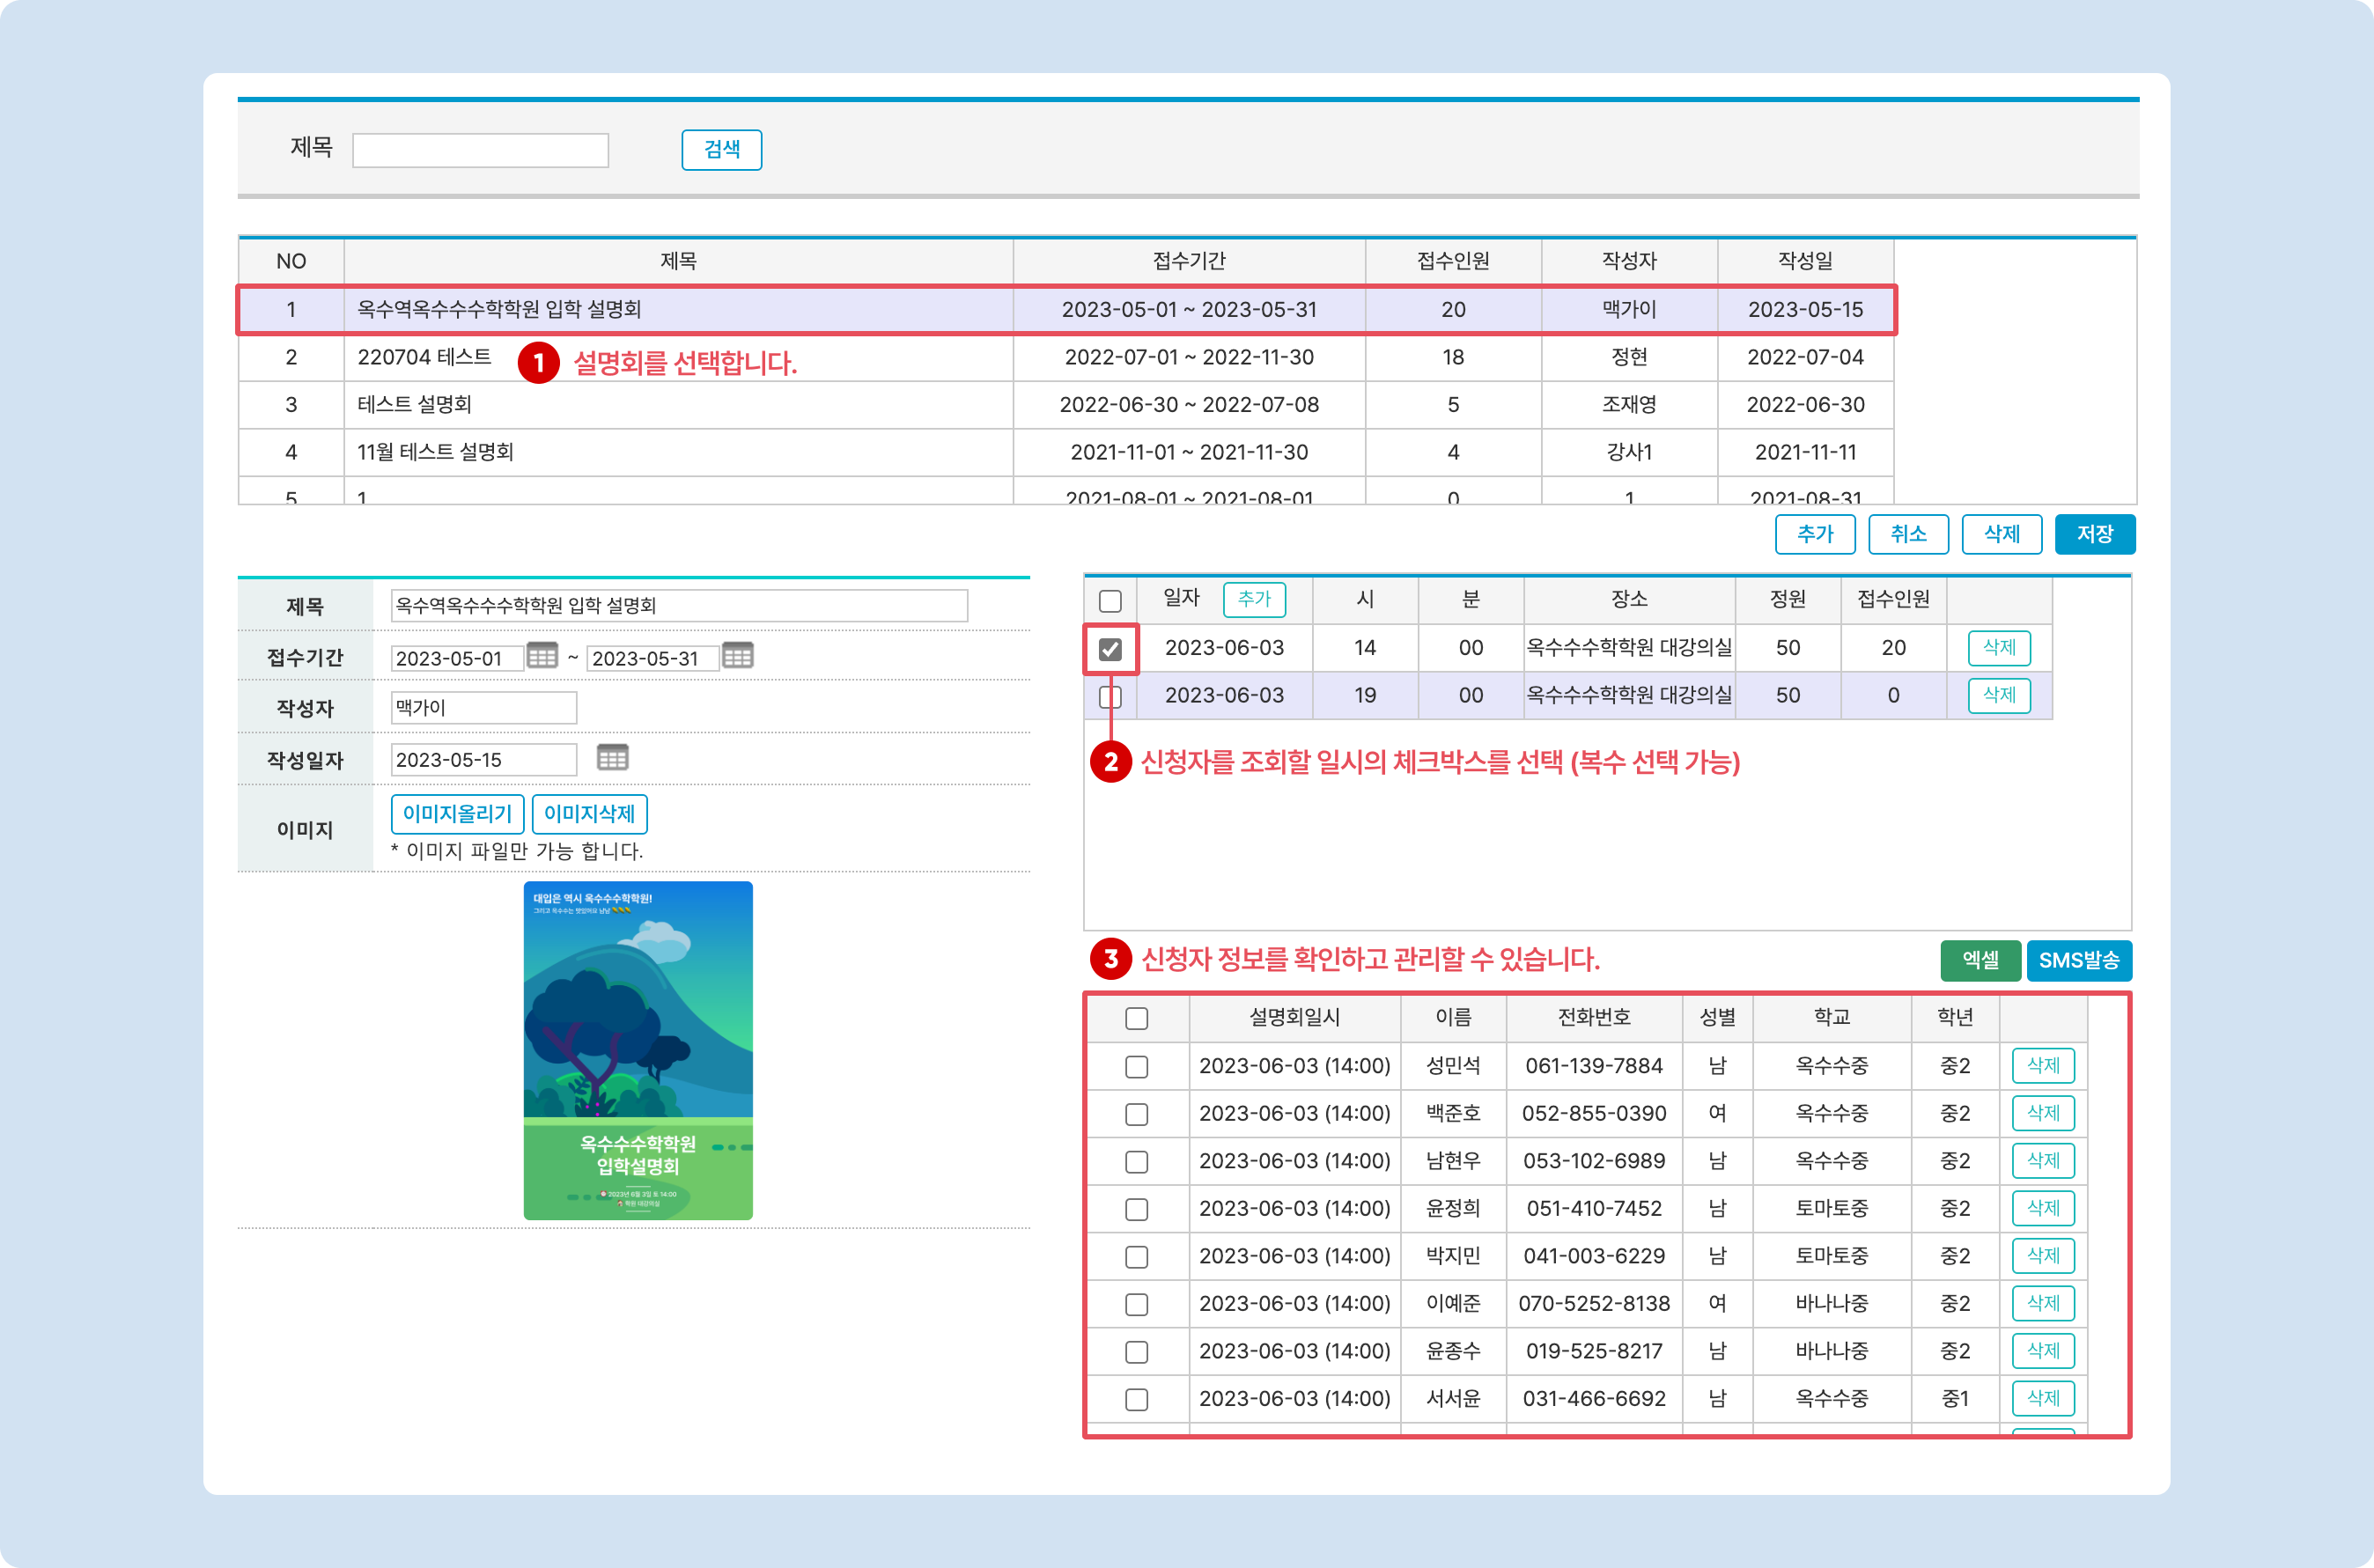 제목 검색
NO 제목 접수기간 접수인원 작성자 작성일
1 옥수역옥수수수학학원 입학 설명회 2023-05-01 ~ 2023-05-31 20 맥가이 2023-05-15
2 220704 테스트 2022-07-01 ~ 2022-11-30 18 정현 2022-07-04
1 설명회를 선택합니다.
3 테스트 설명회 2022-06-30 ~ 2022-07-08 5 조재영 2022-06-30
4 11월 테스트 설명회 2021-11-01 ~ 2021-11-30 4 강사1 2021-11-11
5 1 2021-08-01 ~ 2021-08-01 0 1 2021-08-31
추가 취소 삭제 저장
제목 옥수역옥수수수학학원 입학 설명회
접수기간 2023-05-01 ~ 2023-05-31
작성자 맥가이
작성일자 2023-05-15
이미지 이미지올리기 이미지삭제
* 이미지 파일만 가능 합니다.
대입은 역시 옥수수수학학원!
옥수수수학학원
입학설명회
2023년 6월 3일 토 14:00
학원 대강의실
일자 추가 시 분 장소 정원 접수인원
2023-06-03 14 00 옥수수수학학원 대강의실 50 20 삭제
2023-06-03 19 00 옥수수수학학원 대강의실 50 0 삭제
2 신청자를 조회할 일시의 체크박스를 선택 (복수 선택 가능)
3 신청자 정보를 확인하고 관리할 수 있습니다.
엑셀 SMS발송
설명회일시 이름 전화번호 성별 학교 학년
2023-06-03 (14:00) 성민석 061-139-7884 남 옥수수중 중2 삭제
2023-06-03 (14:00) 백준호 052-855-0390 여 옥수수중 중2 삭제
2023-06-03 (14:00) 남현우 053-102-6989 남 옥수수중 중2 삭제
2023-06-03 (14:00) 윤정희 051-410-7452 남 토마토중 중2 삭제
2023-06-03 (14:00) 박지민 041-003-6229 남 토마토중 중2 삭제
2023-06-03 (14:00) 이예준 070-5252-8138 여 바나나중 중2 삭제
2023-06-03 (14:00) 윤종수 019-525-8217 남 바나나중 중2 삭제
2023-06-03 (14:00) 서서윤 031-466-6692 남 옥수수중 중1 삭제